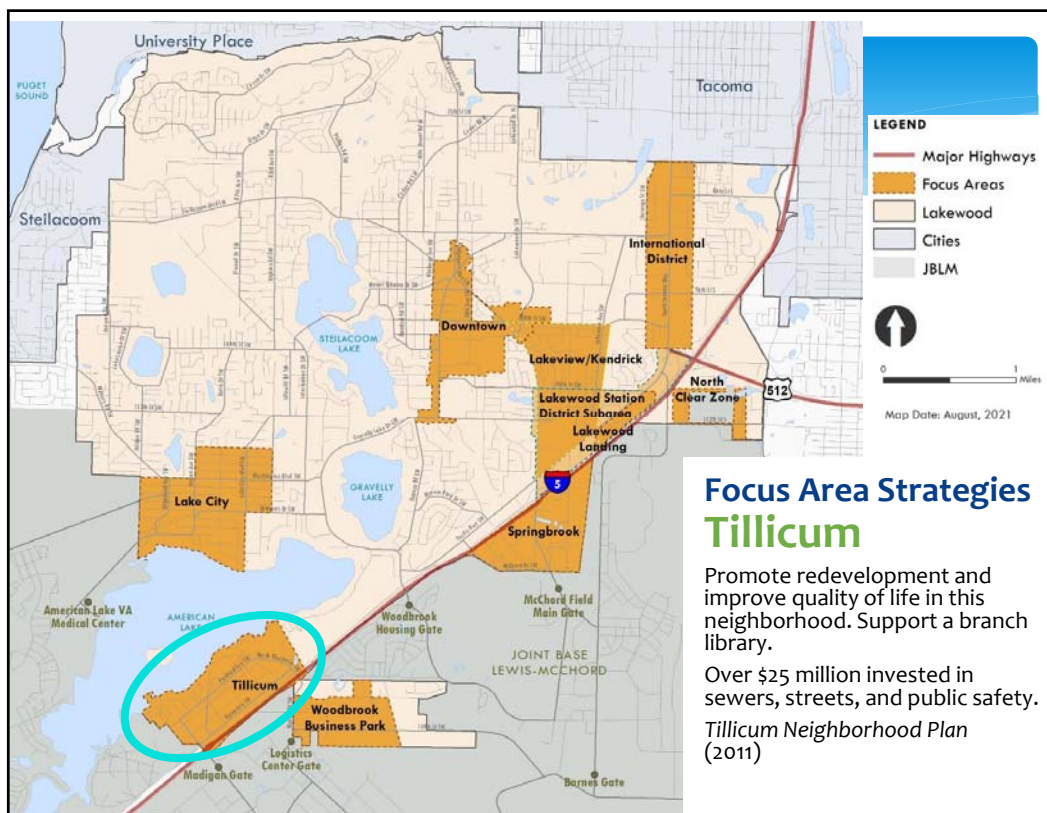 University Place
PUGET
SOUND
Tacoma
Steilacoom
International
District
Downtown
STEILACOOM
LAKE
Lakeview/Kendrick
North
Clear Zone
512
Lakewood Station
District Subarea
Lakewood
Landing
5
GRAVELLY
LAKE
Lake City
Springbrook
American Lake VA
Medical Center
AMERICAN
LAKE
Woodbrook
Housing Gate
McChord Field
Main Gate
JOINT BASE
LEWIS-MCCHORD
Tillicum
Woodbrook
Business Park
Logistics
Center Gate
Madigan Gate
Barnes Gate
LEGEND
Major Highways
Focus Areas
Lakewood
Cities
JBLM
0 1
Miles
Map Date: August, 2021
Focus Area Strategies
Tillicum
Promote redevelopment and
improve quality of life in this
neighborhood. Support a branch
library.
Over $25 million invested in
sewers, streets, and public safety.
Tillicum Neighborhood Plan
(2011)